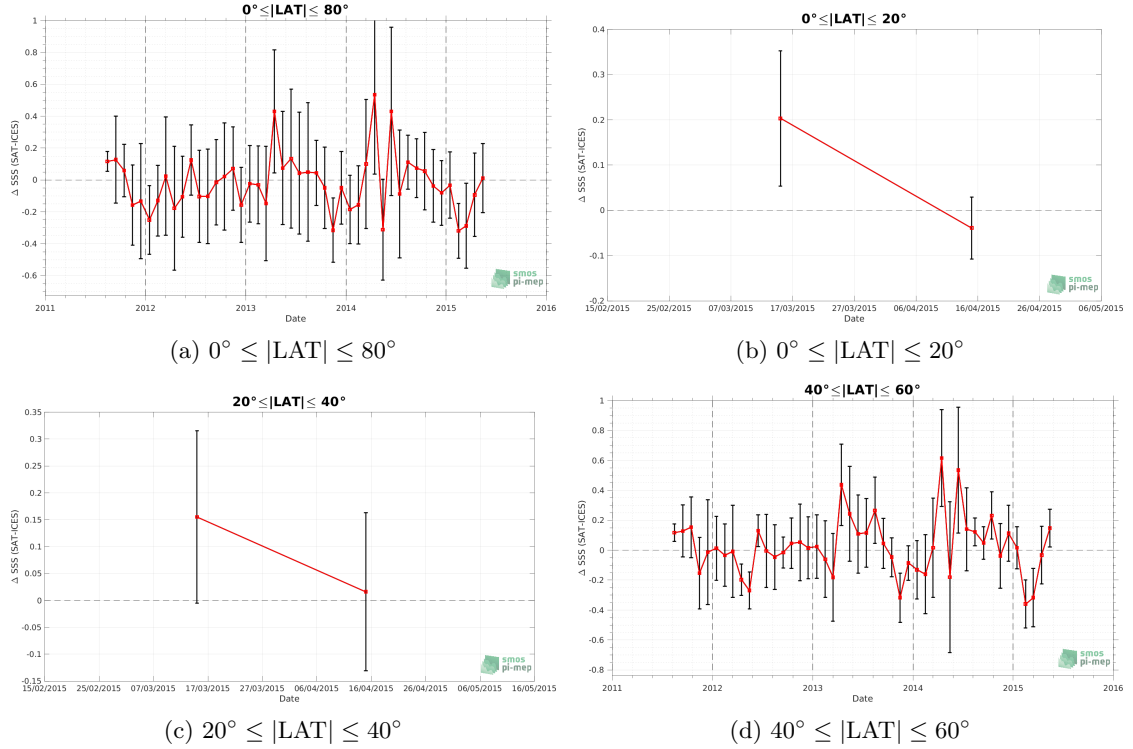 0°≤|LAT|≤ 80°
1
0.8
0.6
0.4
0.2
0
-0.2
-0.4
-0.6
Δ SSS (SAT-ICES)
2011 2012 2013 2014 2015 2016
Date
smos
pi-mep
(a) 0° ≤ |LAT| ≤ 80°
0°≤|LAT|≤ 20°
0.4
0.3
0.2
0.1
0
-0.1
-0.2
Δ SSS (SAT-ICES)
15/02/2015 25/02/2015 07/03/2015 17/03/2015 27/03/2015 06/04/2015 16/04/2015 26/04/2015 06/05/2015
Date
smos
pi-mep
(b) 0° ≤ |LAT| ≤ 20°
20°≤|LAT|≤ 40°
0.35
0.3
0.25
0.2
0.15
0.1
0.05
0
-0.05
-0.1
-0.15
Δ SSS (SAT-ICES)
15/02/2015 25/02/2015 07/03/2015 17/03/2015 27/03/2015 06/04/2015 16/04/2015 26/04/2015 06/05/2015 16/05/2015
Date
smos
pi-mep
(c) 20° ≤ |LAT| ≤ 40°
40°≤|LAT|≤ 60°
1
0.8
0.6
0.4
0.2
0
-0.2
-0.4
-0.6
-0.8
Δ SSS (SAT-ICES)
2011 2012 2013 2014 2015 2016
Date
smos
pi-mep
(d) 40° ≤ |LAT| ≤ 60°